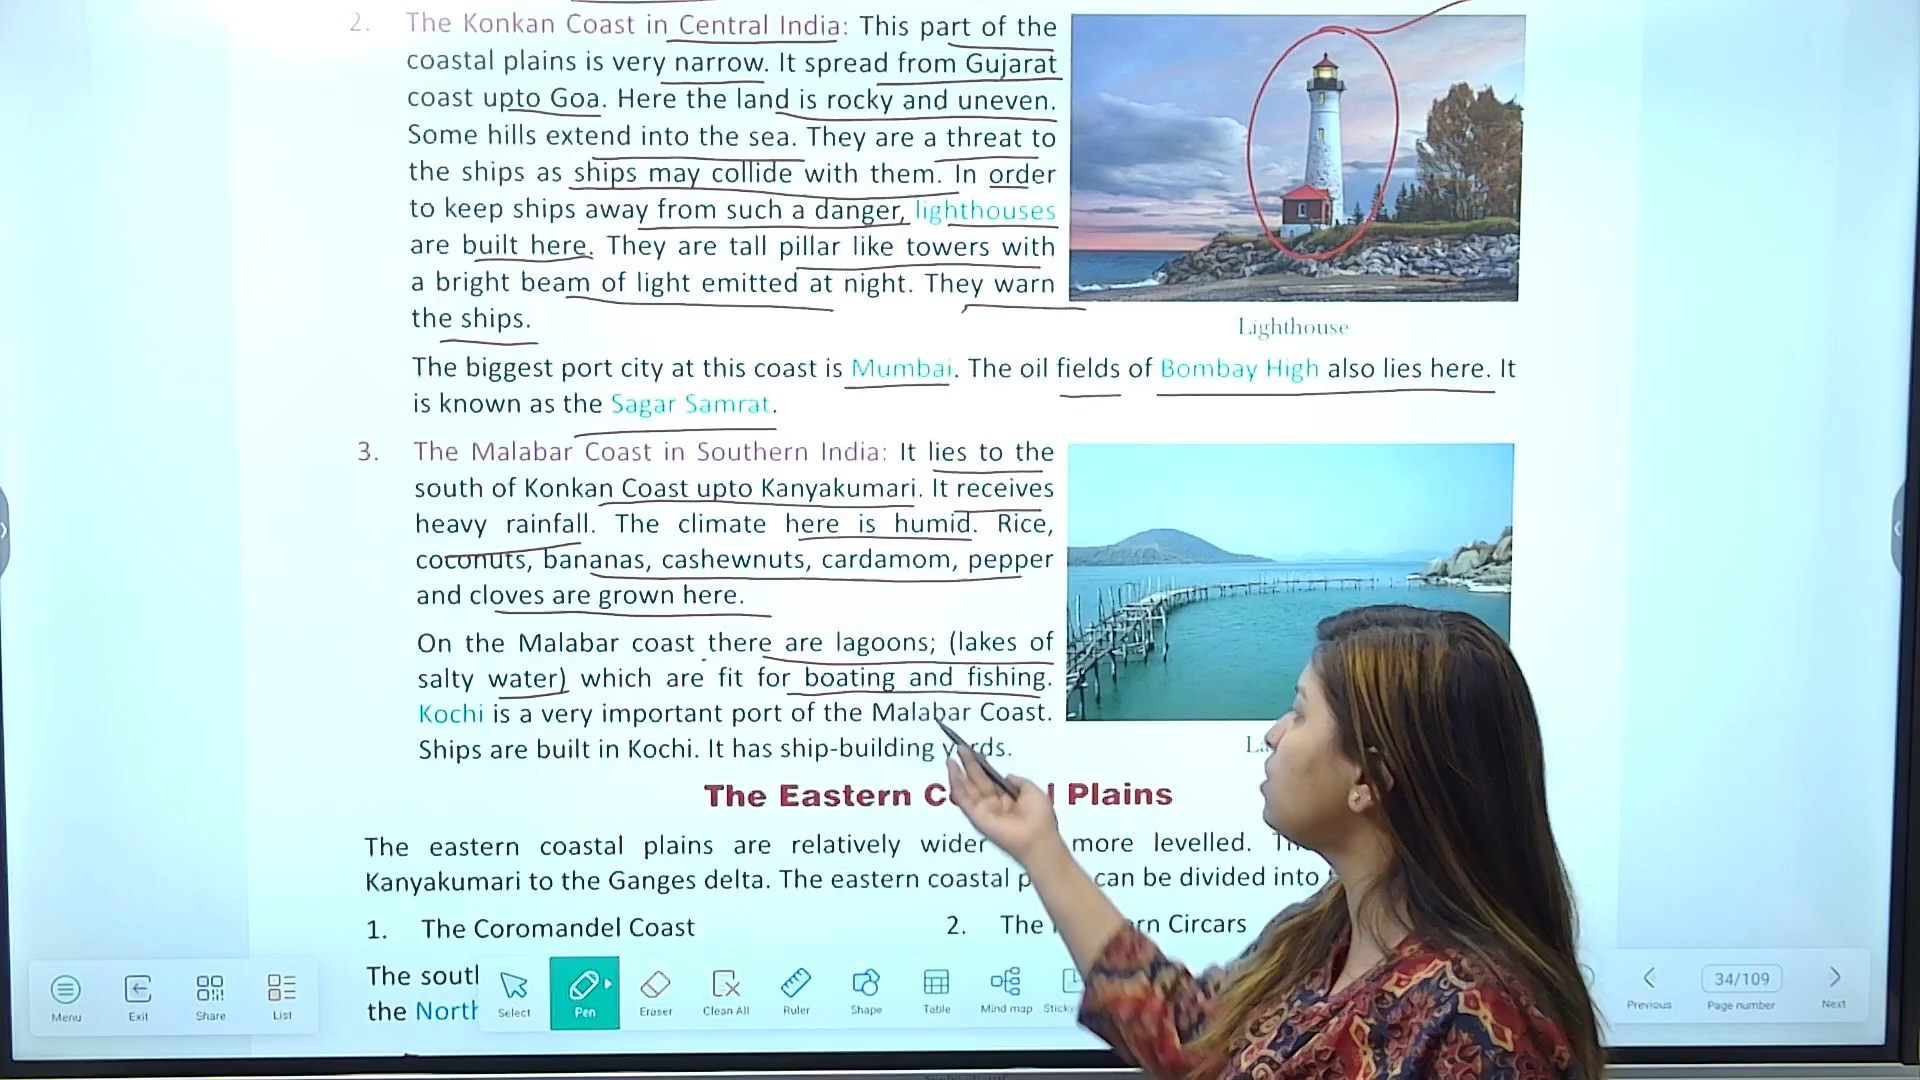 2. The Konkan Coast in Central India: This part of the
coastal plains is very narrow. It spread from Gujarat
coast upto Goa. Here the land is rocky and uneven.
Some hills extend into the sea. They are a threat to
the ships as ships may collide with them. In order
to keep ships away from such a danger, lighthouses
are built here. They are tall pillar like towers with
a bright beam of light emitted at night. They warn
the ships.
Lighthouse
The biggest port city at this coast is Mumbai. The oil fields of Bombay High also lies here. It
is known as the Sagar Samrat.
3. The Malabar Coast in Southern India: It lies to the
south of Konkan Coast upto Kanyakumari. It receives
heavy rainfall. The climate here is humid. Rice,
coconuts, bananas, cashewnuts, cardamom, pepper
and cloves are grown here.
On the Malabar coast there are lagoons; (lakes of
salty water) which are fit for boating and fishing.
Kochi is a very important port of the Malabar Coast.
Ships are built in Kochi. It has ship-building yards.
The Eastern Plains
The eastern coastal plains are relatively wider more levelled.
Kanyakumari to the Ganges delta. The eastern coastal can be divided into
1. The Coromandel Coast
2. The Circars
The
the
Menu
Exit
Share
List
Select
Pen
Eraser
Clean All
Ruler
Shape
Table
Mind map
34/109
Previous
Page number
Next